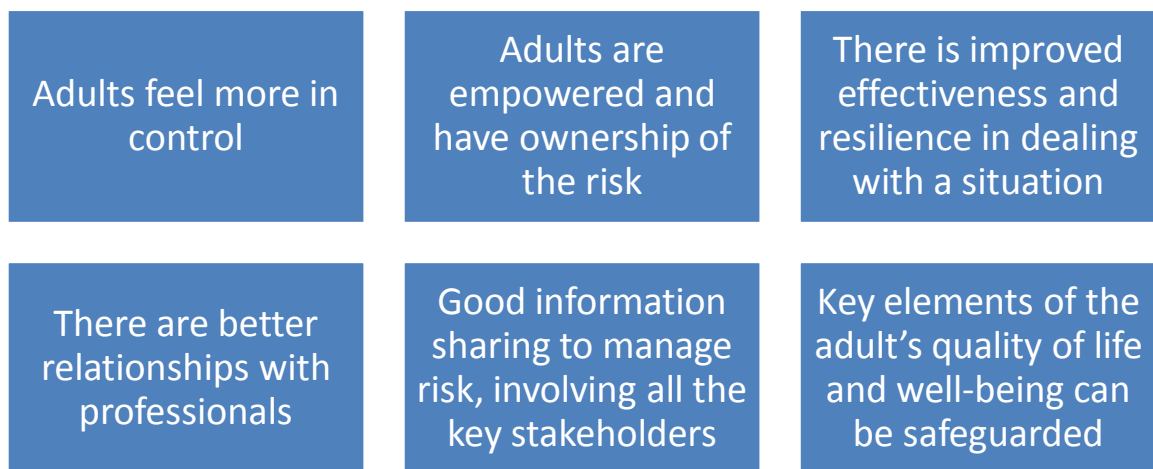 Adults feel more in
control
Adults are
empowered and
have ownership of
the risk
There is improved
effectiveness and
resilience in dealing
with a situation
There are better
relationships with
professionals
Good information
sharing to manage
risk, involving all the
key stakeholders
Key elements of the
adult’s quality of life
and well-being can
be safeguarded